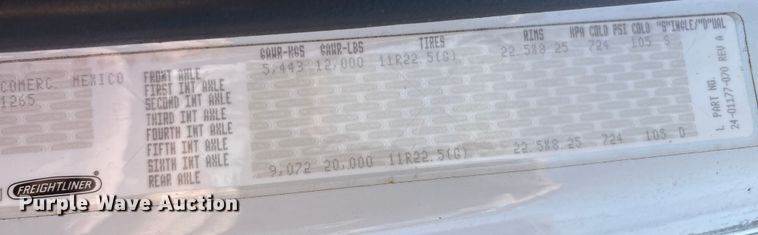 GAWR-KGS GAWR-LBS TIRES RIMS KPA COLD PSI COLD "S"INGLE/"D"UAL
COMERC. MEXICO
1265
FRONT AXLE 5,443 12,000 11R22.5(G) 22.5X8.25 724 105 S
FIRST INT AXLE
SECOND INT AXLE
THIRD INT AXLE
FOURTH INT AXLE
FIFTH INT AXLE
SIXTH INT AXLE
REAR AXLE 9,072 20,000 11R22.5(G) 22.5X8.25 724 105 D
L PART NO.
24-01177-070 REV A
FREIGHTLINER
Purple Wave Auction